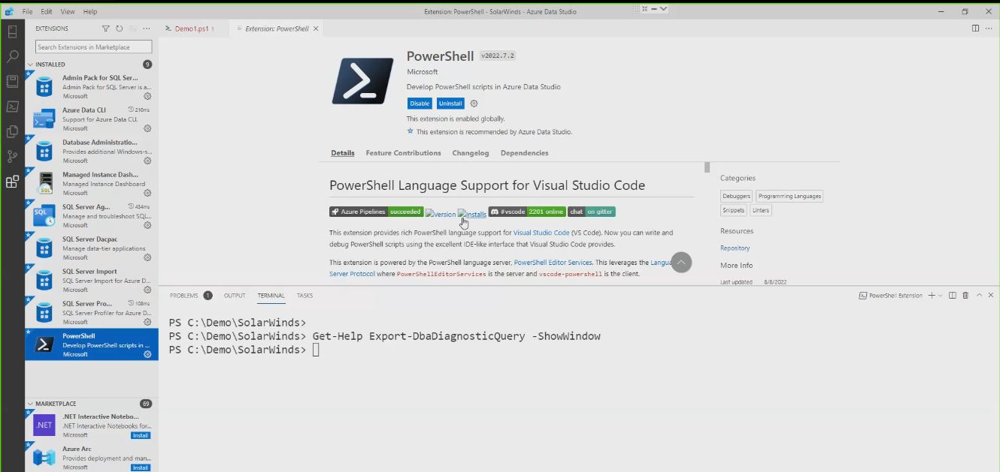 File Edit View Help
Extension: PowerShell - SolarWinds - Azure Data Studio
EXTENSIONS
Search Extensions in Marketplace
INSTALLED 9
Admin Pack for SQL Ser...
Admin Pack for SQL Server is a...
Microsoft
Azure Data CLI 210ms
Support for Azure Data CLI.
Microsoft
Database Administratio...
Provides additional Windows-s...
Microsoft
Managed Instance Dash...
Managed Instance Dashboard
Microsoft
SQL Server Ag... 434ms
Manage and troubleshoot SQL...
Microsoft
SQL Server Dacpac
Manage data-tier applications
Microsoft
SQL Server Import
SQL Server Import for Azure D...
Microsoft
SQL Server Pro... 108ms
SQL Server Profiler for Azure D...
Microsoft
PowerShell
Develop PowerShell scripts in ...
Microsoft
MARKETPLACE 69
.NET Interactive Notebo...
.NET Interactive Notebooks for...
Microsoft Install
Azure Arc
Provides deployment and man...
Microsoft Install
Demo1.ps1 1
Extension: PowerShell
PowerShell v2022.7.2
Microsoft
Develop PowerShell scripts in Azure Data Studio
Disable Uninstall
This extension is enabled globally.
This extension is recommended by Azure Data Studio.
Details Feature Contributions Changelog Dependencies
PowerShell Language Support for Visual Studio Code
Azure Pipelines succeeded Version Installs #vscode 2201 online chat on gitter
This extension provides rich PowerShell language support for Visual Studio Code (VS Code). Now you can write and
debug PowerShell scripts using the excellent IDE-like interface that Visual Studio Code provides.
This extension is powered by the PowerShell language server, PowerShell Editor Services. This leverages the Langua
Server Protocol where PowerShellEditorServices is the server and vscode-powershell is the client.
Categories
Debuggers Programming Languages
Snippets Linters
Resources
Repository
More Info
Last updated 8/8/2022
PROBLEMS 1 OUTPUT TERMINAL TASKS
PowerShell Extension
PS C:\Demo\SolarWinds>
PS C:\Demo\SolarWinds> Get-Help Export-DbaDiagnosticQuery -ShowWindow
PS C:\Demo\SolarWinds>